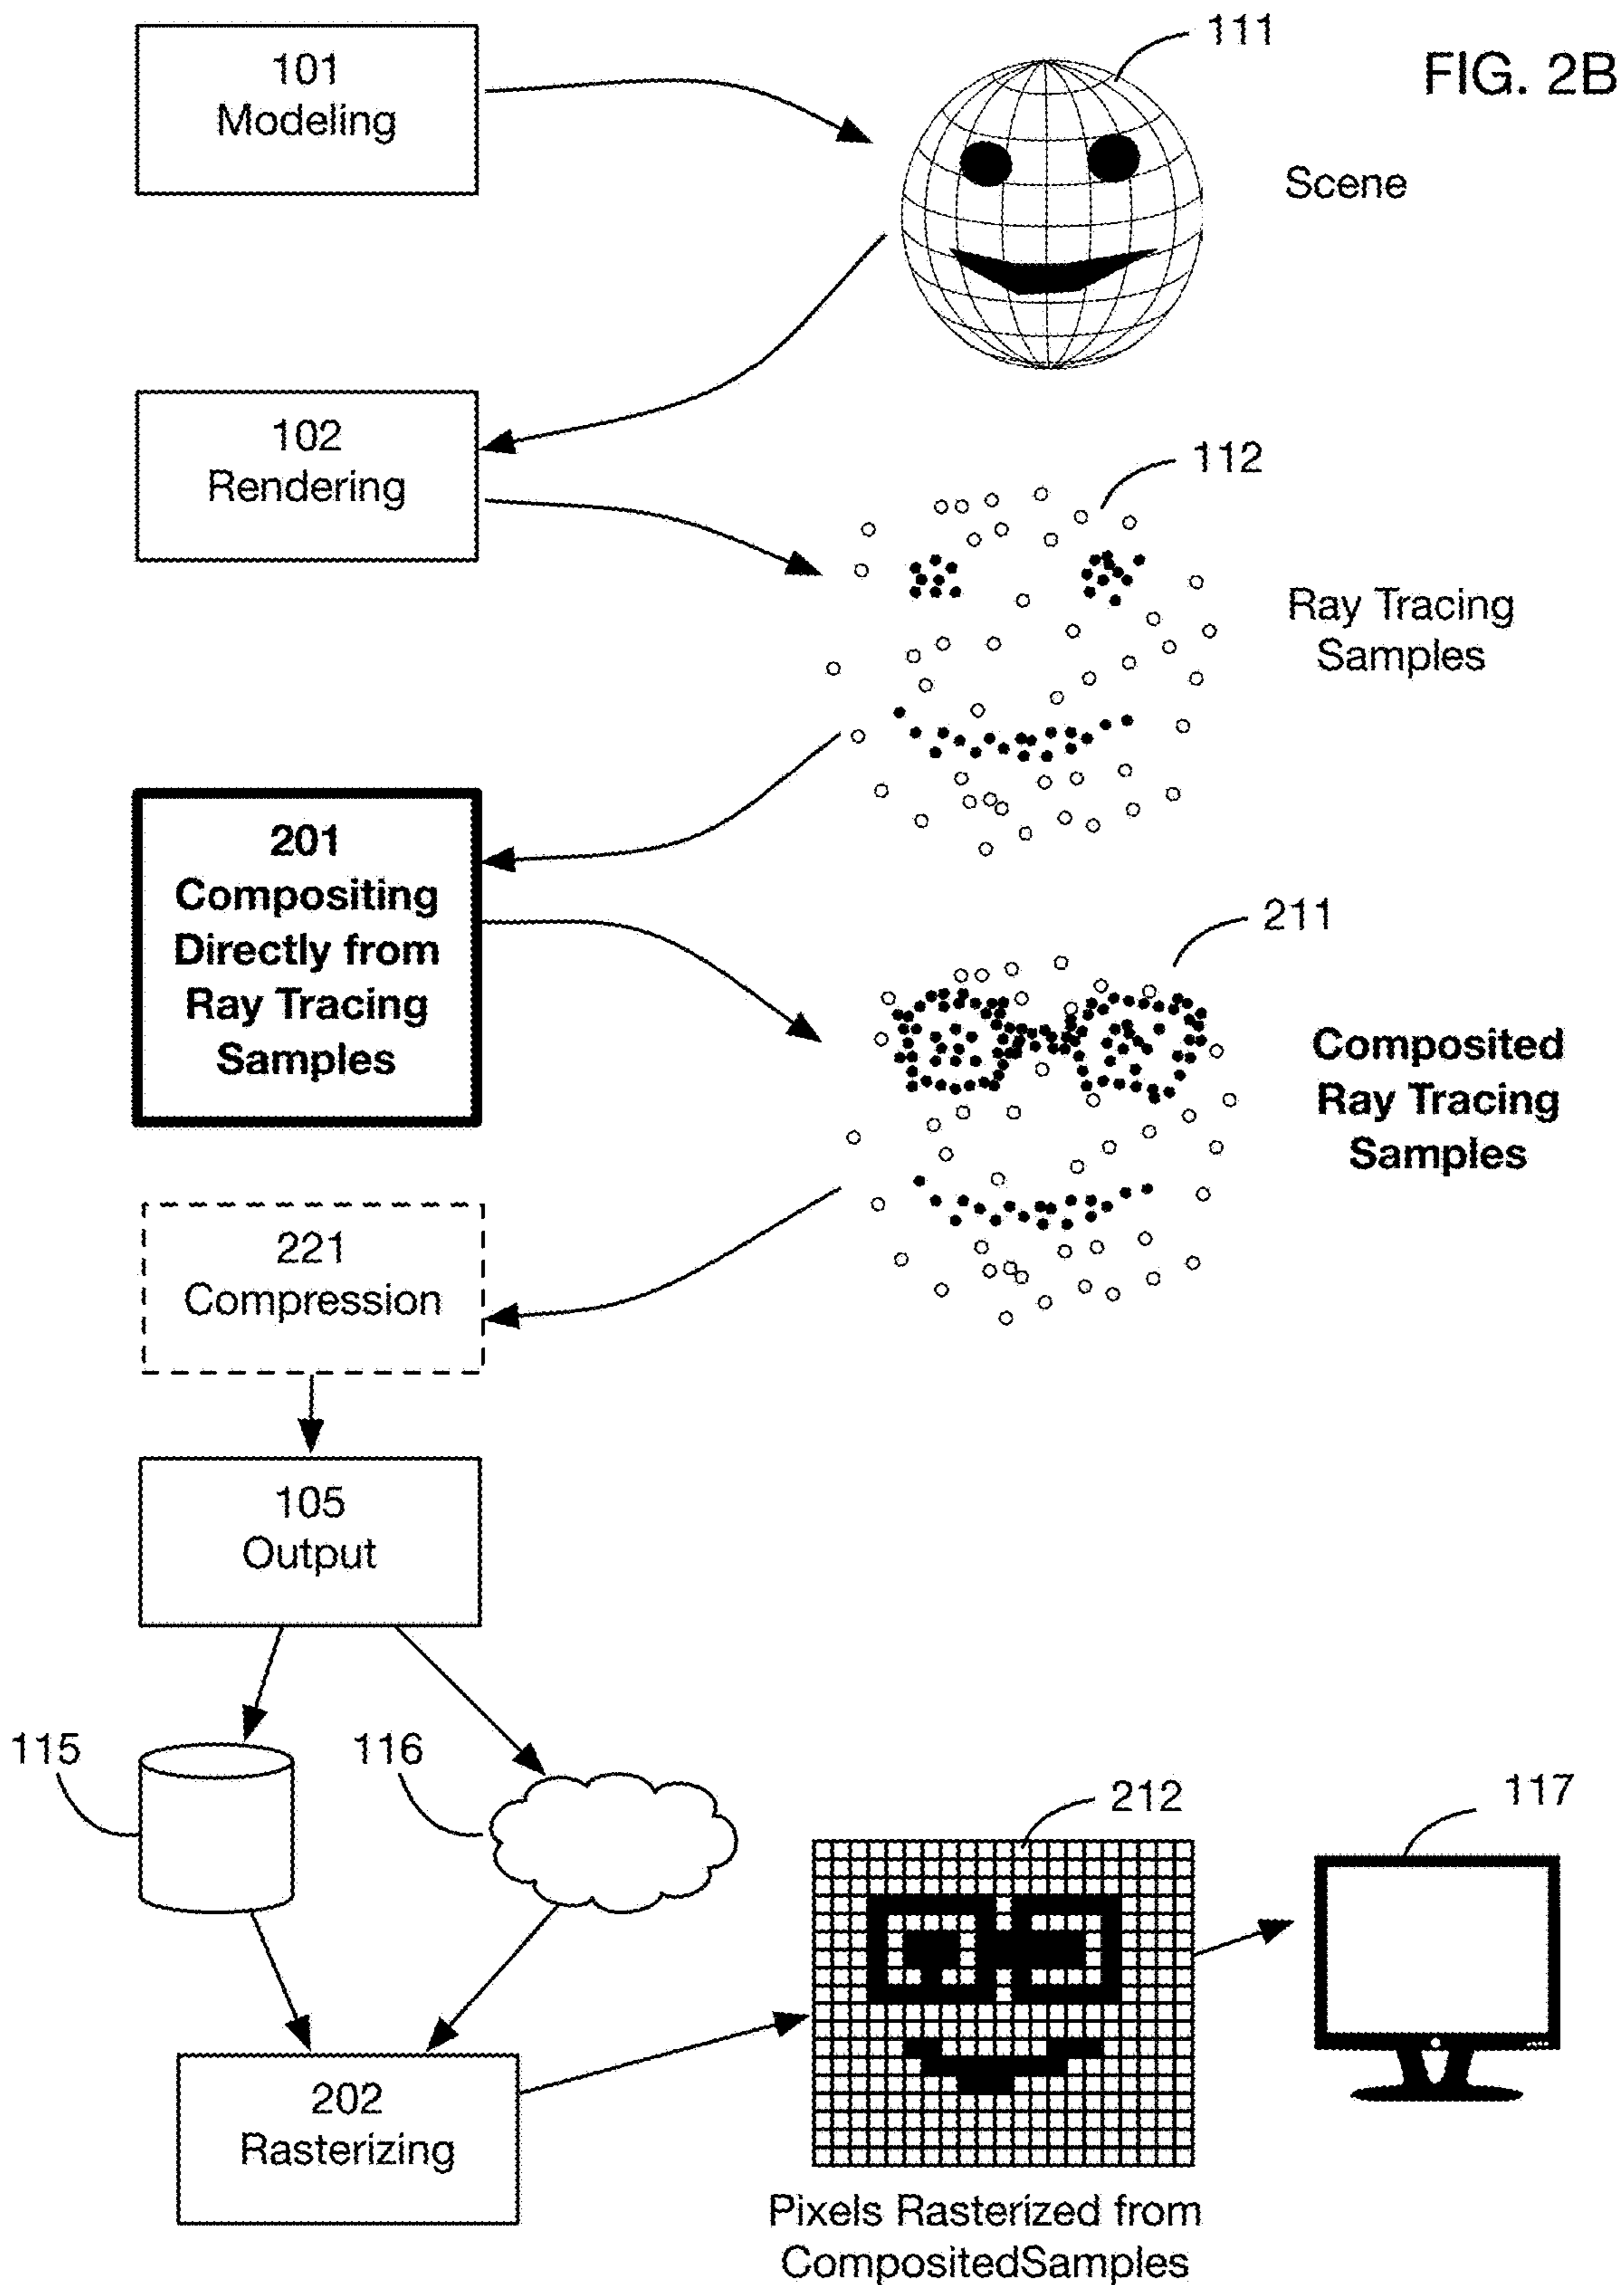 111
FIG. 2B
101
Modeling
Scene
102
Rendering
112
Ray Tracing
Samples
201
Compositing
Directly from
Ray Tracing
Samples
211
Composited
Ray Tracing
Samples
221
Compression
105
Output
115
116
212
117
202
Rasterizing
Pixels Rasterized from
CompositedSamples